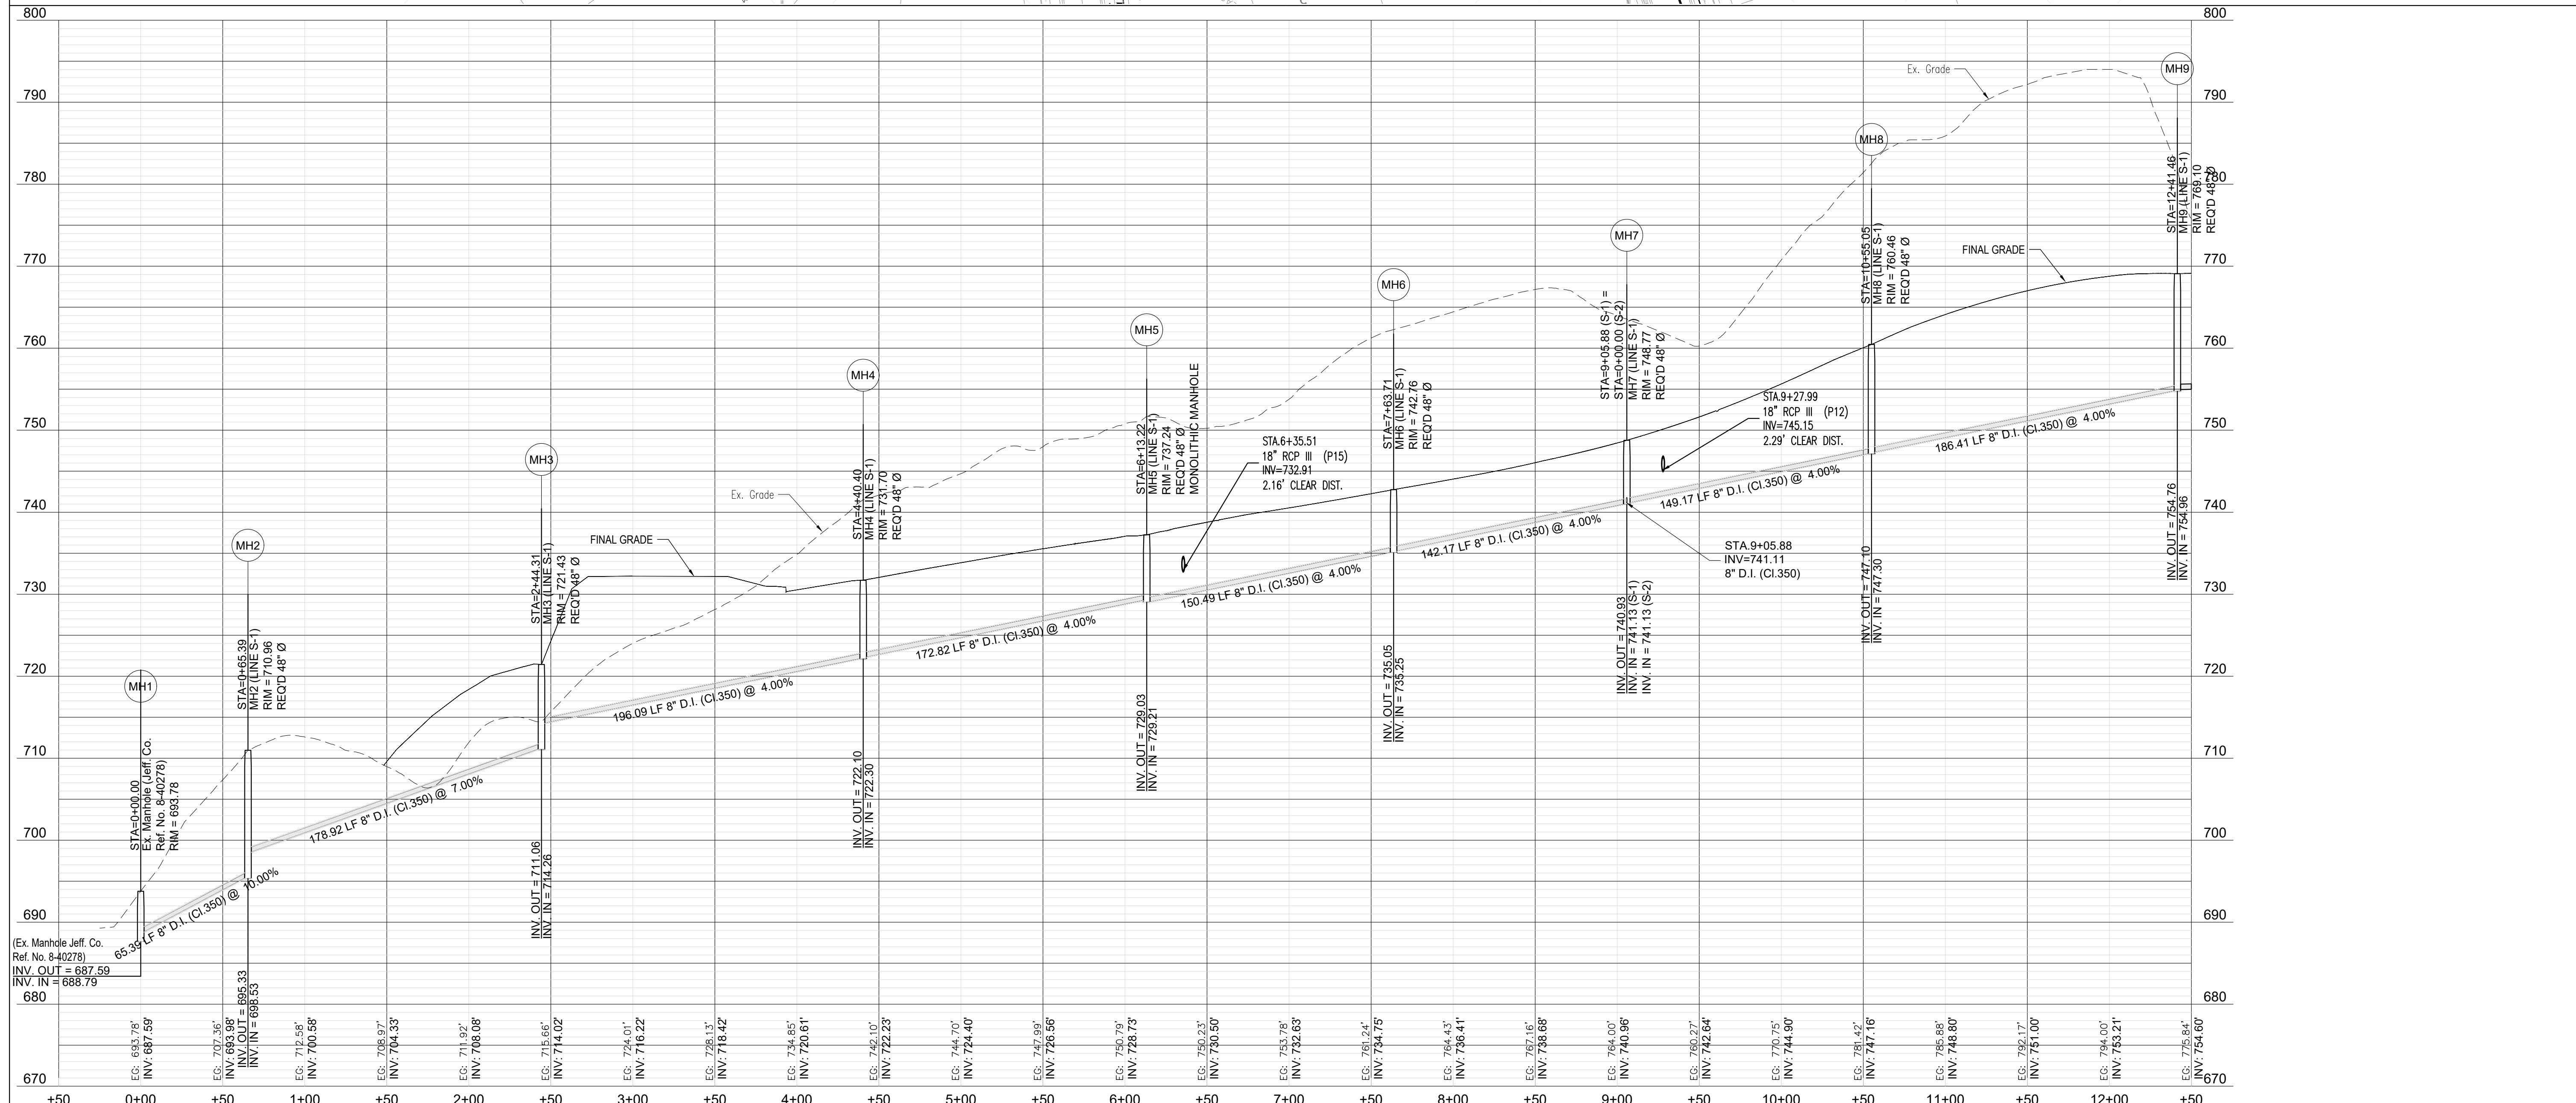 800
800
790
790
780
780
770
770
760
760
750
750
740
740
730
730
720
720
710
710
700
700
690
690
680
680
670
670
MH1
STA=0+00.00
Ex. Manhole (Jeff. Co.
Ref. No. 8-40278)
RIM = 693.78
(Ex. Manhole Jeff. Co.
Ref. No. 8-40278)
INV. OUT = 687.59
INV. IN = 688.79
65.39 LF 8" D.I. (Cl.350) @ 10.00%
MH2
STA=0+65.39
MH2 (LINE S-1)
RIM = 710.96
REQ'D 48" Ø
INV. OUT = 695.33
INV. IN = 698.53
178.92 LF 8" D.I. (Cl.350) @ 7.00%
MH3
STA=2+44.31
MH3 (LINE S-1)
RIM = 721.43
REQ'D 48" Ø
INV. OUT = 711.06
INV. IN = 714.26
FINAL GRADE
196.09 LF 8" D.I. (Cl.350) @ 4.00%
Ex. Grade
MH4
STA=4+40.40
MH4 (LINE S-1)
RIM = 731.70
REQ'D 48" Ø
INV. OUT = 722.10
INV. IN = 722.30
172.82 LF 8" D.I. (Cl.350) @ 4.00%
MH5
STA=6+13.22
MH5 (LINE S-1)
RIM = 737.24
REQ'D 48" Ø
MONOLITHIC MANHOLE
INV. OUT = 729.03
INV. IN = 729.21
STA.6+35.51
18" RCP III (P15)
INV=732.91
2.16' CLEAR DIST.
150.49 LF 8" D.I. (Cl.350) @ 4.00%
MH6
STA=7+63.71
MH6 (LINE S-1)
RIM = 742.76
REQ'D 48" Ø
INV. OUT = 735.05
INV. IN = 735.25
142.17 LF 8" D.I. (Cl.350) @ 4.00%
MH7
STA=9+05.88 (S-1) =
STA=0+00.00 (S-2)
MH7 (LINE S-1)
RIM = 748.77
REQ'D 48" Ø
INV. OUT = 740.93
INV. IN = 741.13 (S-1)
INV. IN = 741.13 (S-2)
STA.9+27.99
18" RCP III (P12)
INV=745.15
2.29' CLEAR DIST.
STA.9+05.88
INV=741.11
8" D.I. (Cl.350)
149.17 LF 8" D.I. (Cl.350) @ 4.00%
MH8
STA=10+55.05
MH8 (LINE S-1)
RIM = 760.46
REQ'D 48" Ø
INV. OUT = 747.10
INV. IN = 747.30
Ex. Grade
FINAL GRADE
186.41 LF 8" D.I. (Cl.350) @ 4.00%
MH9
STA=12+41.46
MH9 (LINE S-1)
RIM = 769.10
REQ'D 48" Ø
INV. OUT = 754.76
INV. IN = 754.96
EG: 693.78'
INV: 687.59'
EG: 707.36'
INV: 693.98'
EG: 712.58'
INV: 700.58'
EG: 708.97'
INV: 704.33'
EG: 711.92'
INV: 708.08'
EG: 715.66'
INV: 714.02'
EG: 724.01'
INV: 716.22'
EG: 728.13'
INV: 718.42'
EG: 734.85'
INV: 720.61'
EG: 742.10'
INV: 722.23'
EG: 744.70'
INV: 724.40'
EG: 747.99'
INV: 726.56'
EG: 750.79'
INV: 728.73'
EG: 750.23'
INV: 730.50'
EG: 753.78'
INV: 732.63'
EG: 761.24'
INV: 734.75'
EG: 764.43'
INV: 736.41'
EG: 767.16'
INV: 738.68'
EG: 764.00'
INV: 740.96'
EG: 760.27'
INV: 742.64'
EG: 770.75'
INV: 744.90'
EG: 781.42'
INV: 747.16'
EG: 785.88'
INV: 748.80'
EG: 792.17'
INV: 751.00'
EG: 794.00'
INV: 753.21'
EG: 775.84'
INV: 754.60'
+50 0+00 +50 1+00 +50 2+00 +50 3+00 +50 4+00 +50 5+00 +50 6+00 +50 7+00 +50 8+00 +50 9+00 +50 10+00 +50 11+00 +50 12+00 +50